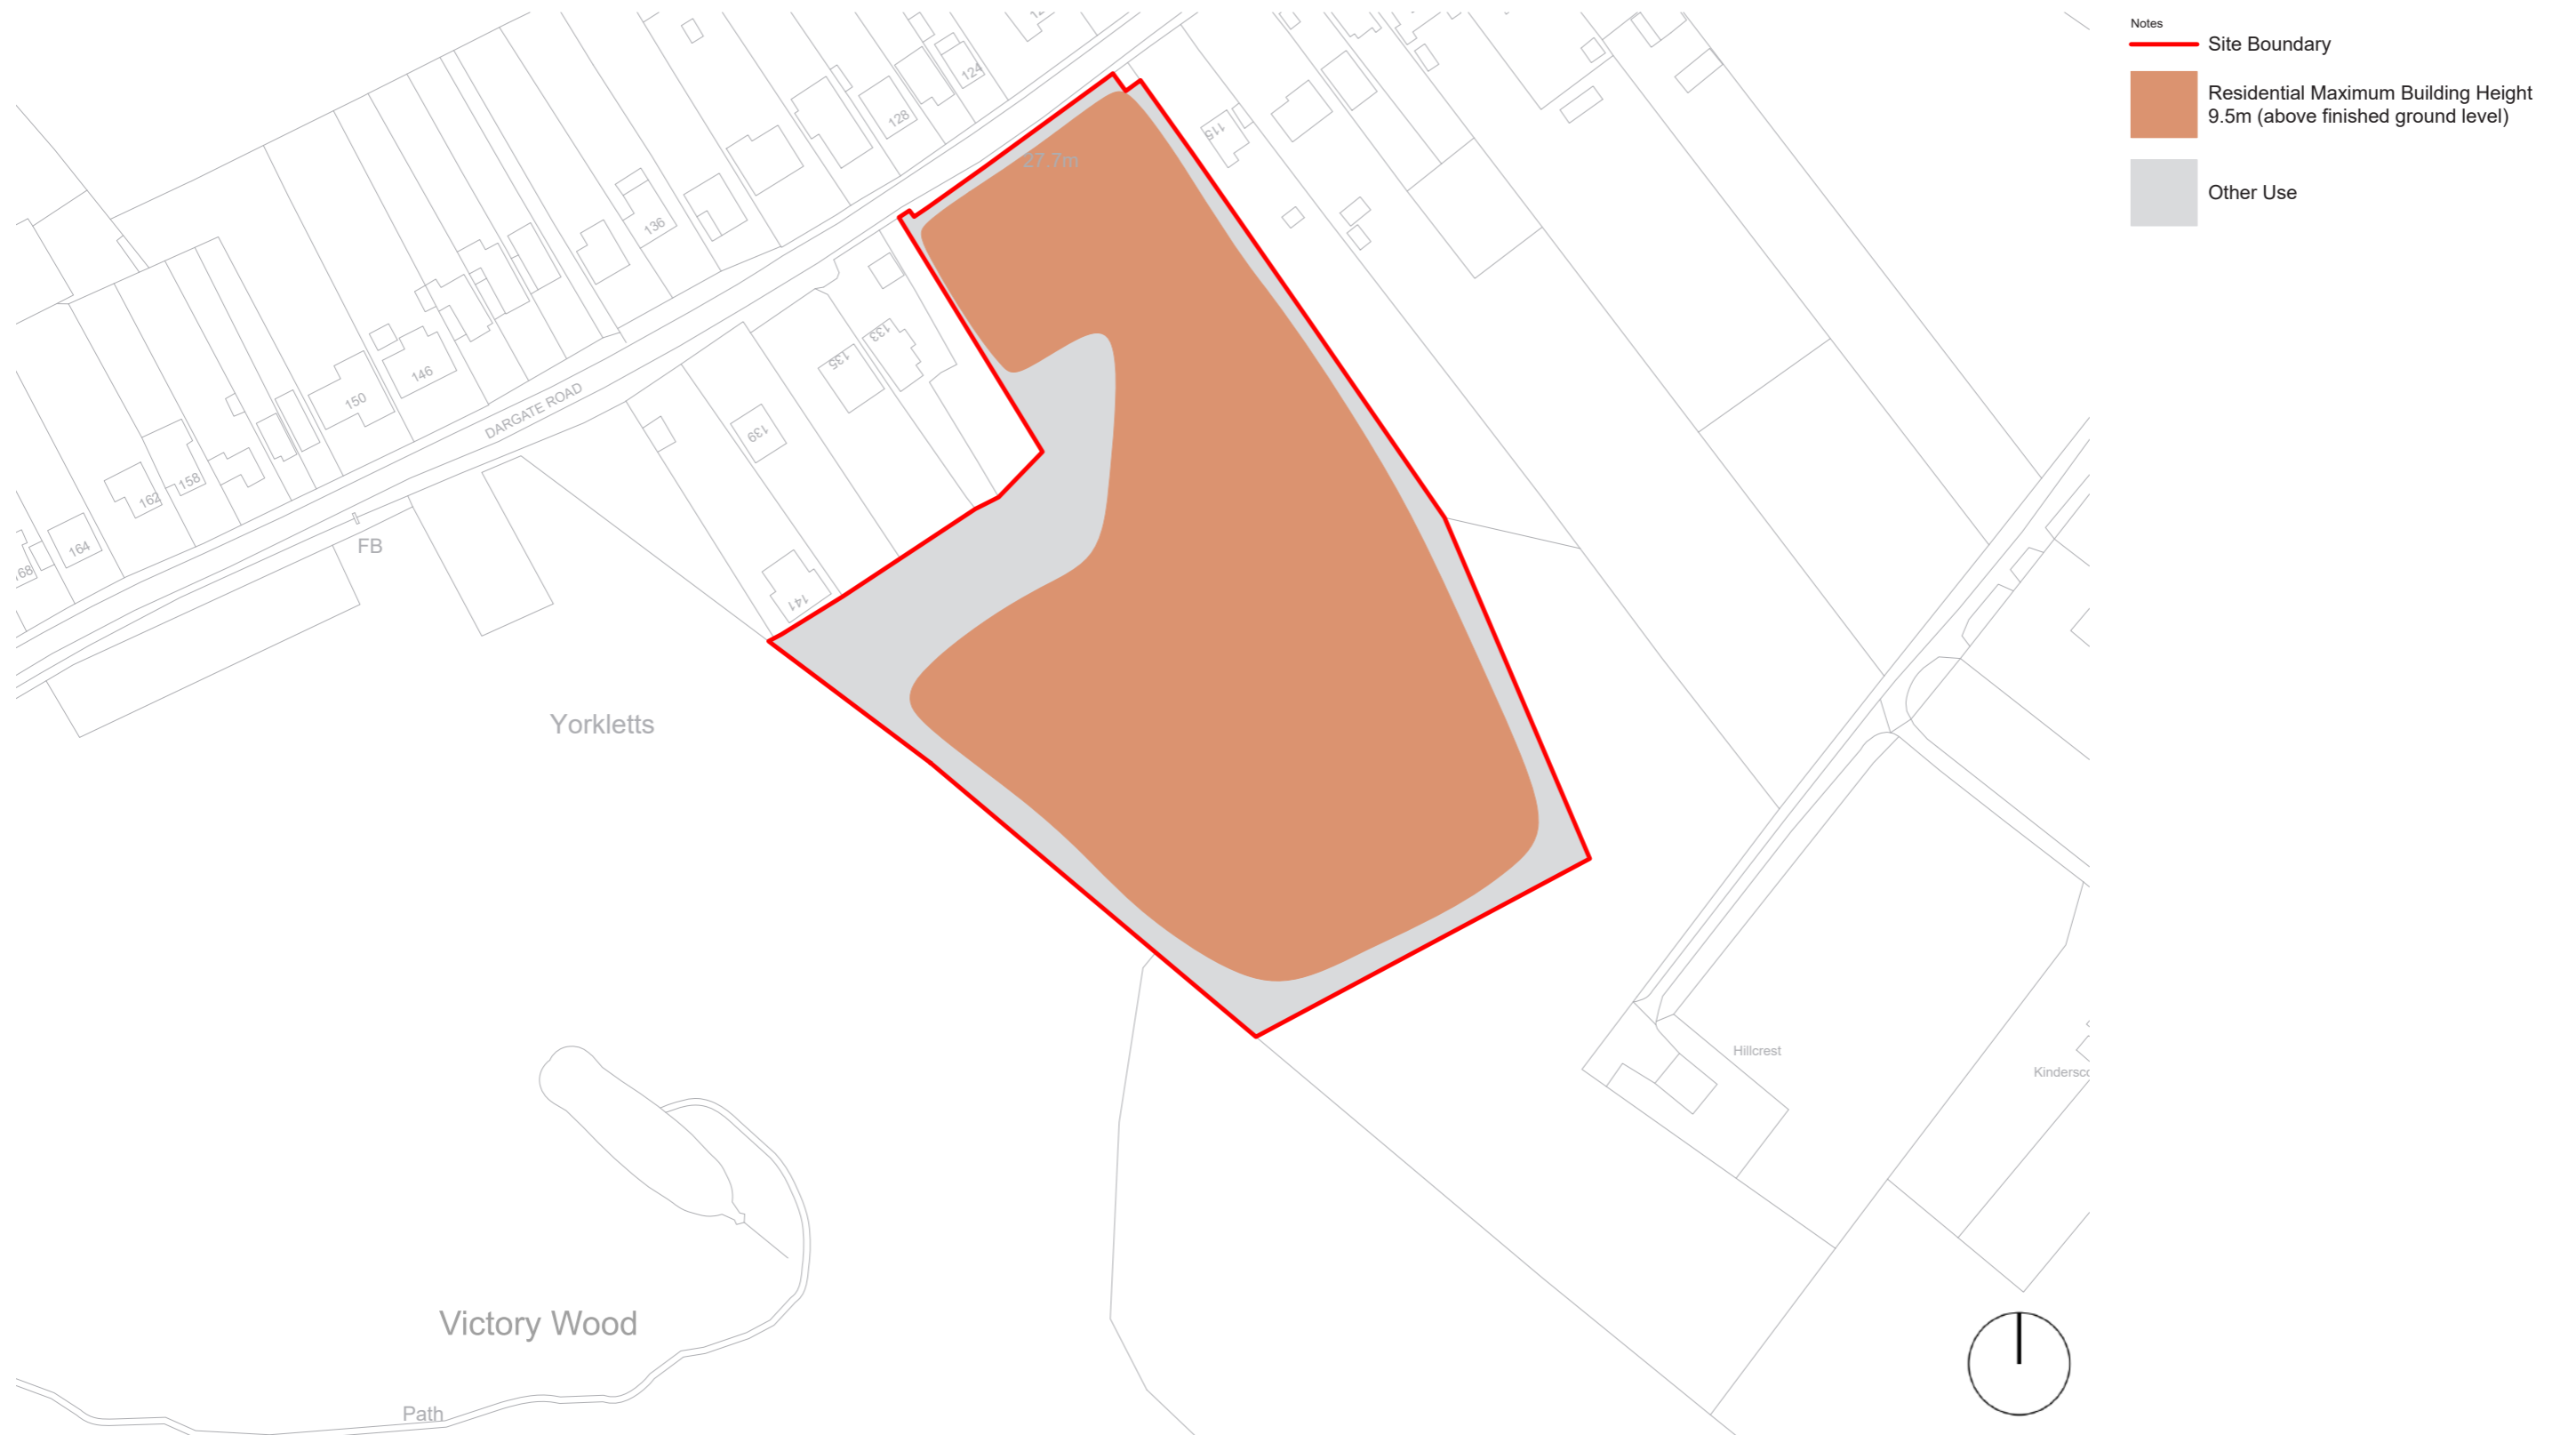 Notes
Site Boundary
Residential Maximum Building Height
9.5m (above finished ground level)
Other Use
124
128
115
27.7m
136
133
135
146
139
150
DARGATE ROAD
158
162
164
FB
141
Yorkletts
Hillcrest
Victory Wood
Path